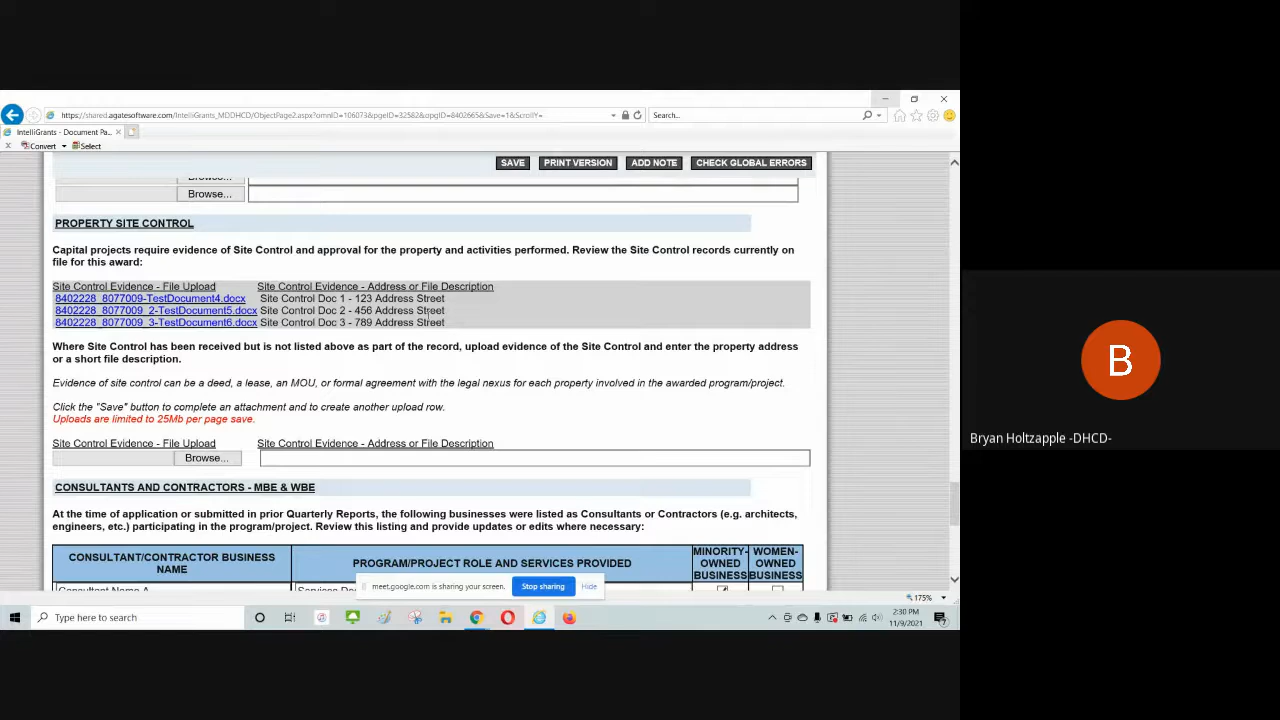 https://shared.agatesoftware.com/IntelliGrants_MDDHCD/ObjectPage2.aspx?omnID=106073&pgeID=32582&opgID=8402665&Save=1&ScrollY=
Search...
IntelliGrants - Document Pa...
Convert
Select
SAVE
PRINT VERSION
ADD NOTE
CHECK GLOBAL ERRORS
Browse...
Browse...
PROPERTY SITE CONTROL
Capital projects require evidence of Site Control and approval for the property and activities performed. Review the Site Control records currently on
file for this award:
Site Control Evidence - File Upload
Site Control Evidence - Address or File Description
8402228_8077009-TestDocument4.docx Site Control Doc 1 - 123 Address Street
8402228_8077009_2-TestDocument5.docx Site Control Doc 2 - 456 Address Street
8402228_8077009_3-TestDocument6.docx Site Control Doc 3 - 789 Address Street
Where Site Control has been received but is not listed above as part of the record, upload evidence of the Site Control and enter the property address
or a short file description.
Evidence of site control can be a deed, a lease, an MOU, or formal agreement with the legal nexus for each property involved in the awarded program/project.
Click the "Save" button to complete an attachment and to create another upload row.
Uploads are limited to 25Mb per page save.
Site Control Evidence - File Upload
Site Control Evidence - Address or File Description
Browse...
CONSULTANTS AND CONTRACTORS - MBE & WBE
At the time of application or submitted in prior Quarterly Reports, the following businesses were listed as Consultants or Contractors (e.g. architects,
engineers, etc.) participating in the program/project. Review this listing and provide updates or edits where necessary:
CONSULTANT/CONTRACTOR BUSINESS
NAME
PROGRAM/PROJECT ROLE AND SERVICES PROVIDED
MINORITY-
OWNED
BUSINESS
WOMEN-
OWNED
BUSINESS
Consultant Name A
meet.google.com is sharing your screen.
Stop sharing
Hide
175%
Type here to search
2:30 PM
11/9/2021
7
B
Bryan Holtzapple -DHCD-